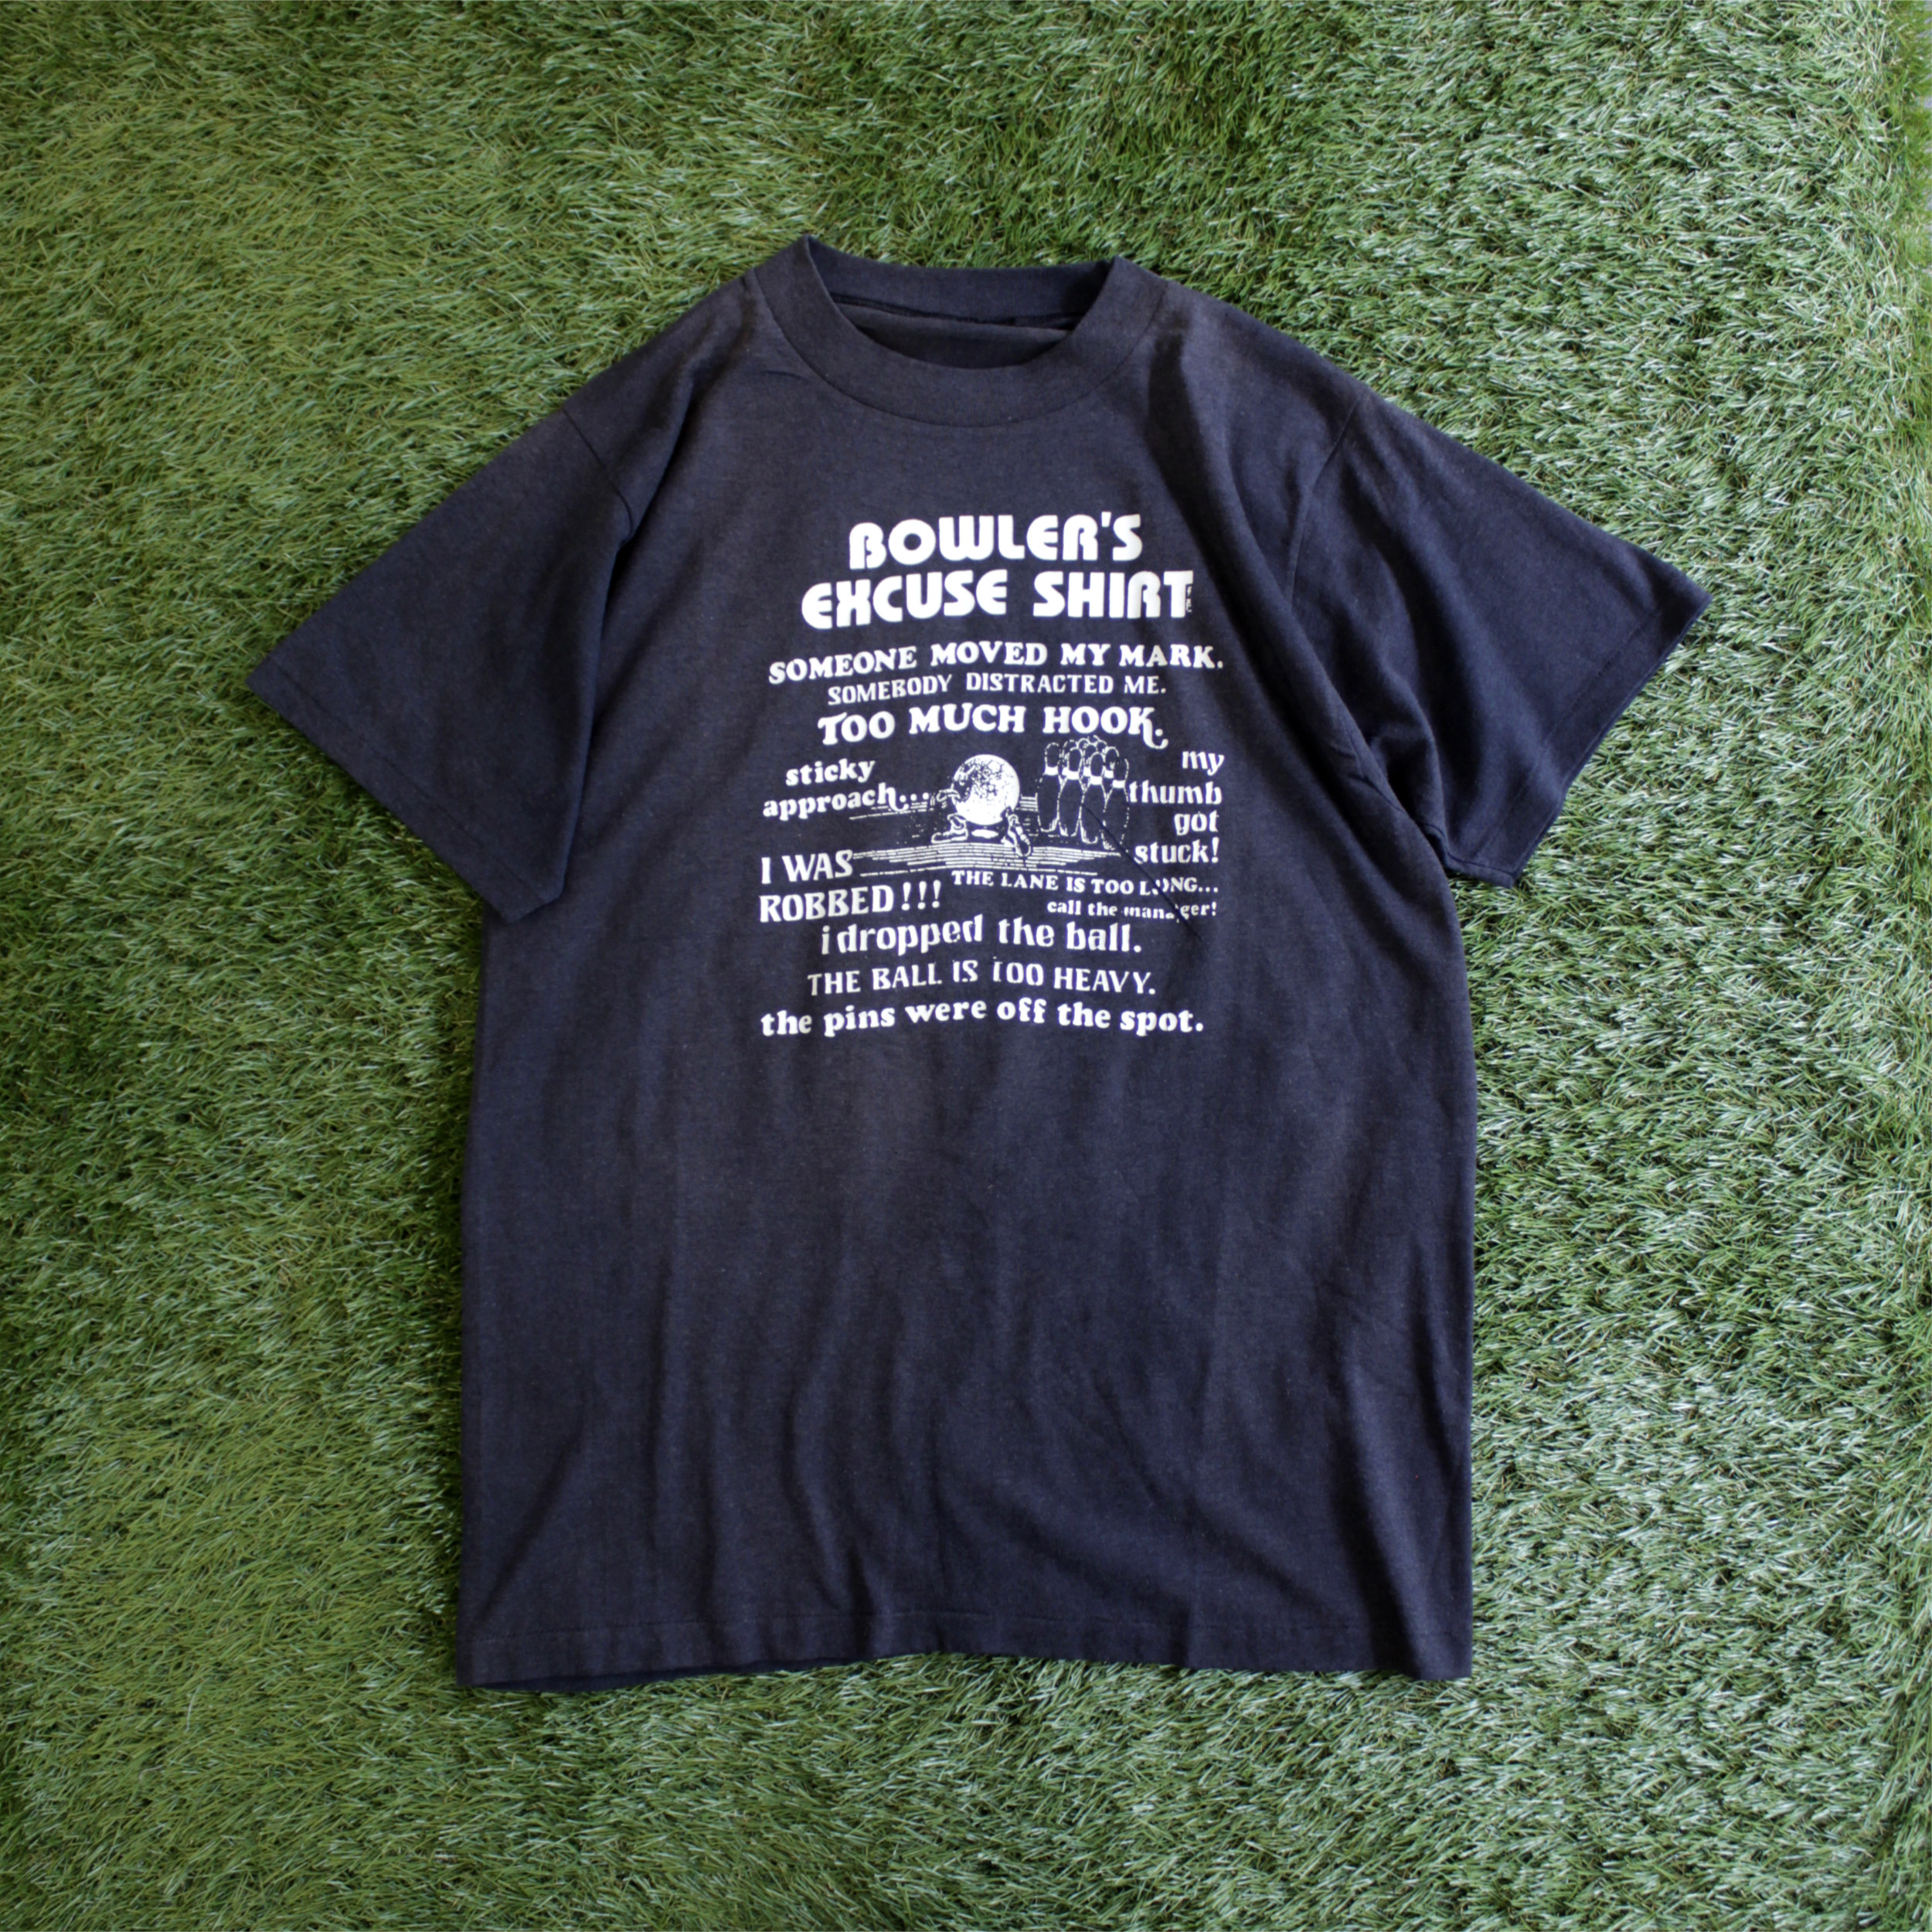 BOWLER'S
EXCUSE SHIRT
SOMEONE MOVED MY MARK.
SOMEBODY DISTRACTED ME.
TOO MUCH HOOK.
sticky
approach...
my
thumb
got
stuck!
I WAS
ROBBED!!!
THE LANE IS TOO LONG...
call the manager!
i dropped the ball.
THE BALL IS TOO HEAVY.
the pins were off the spot.